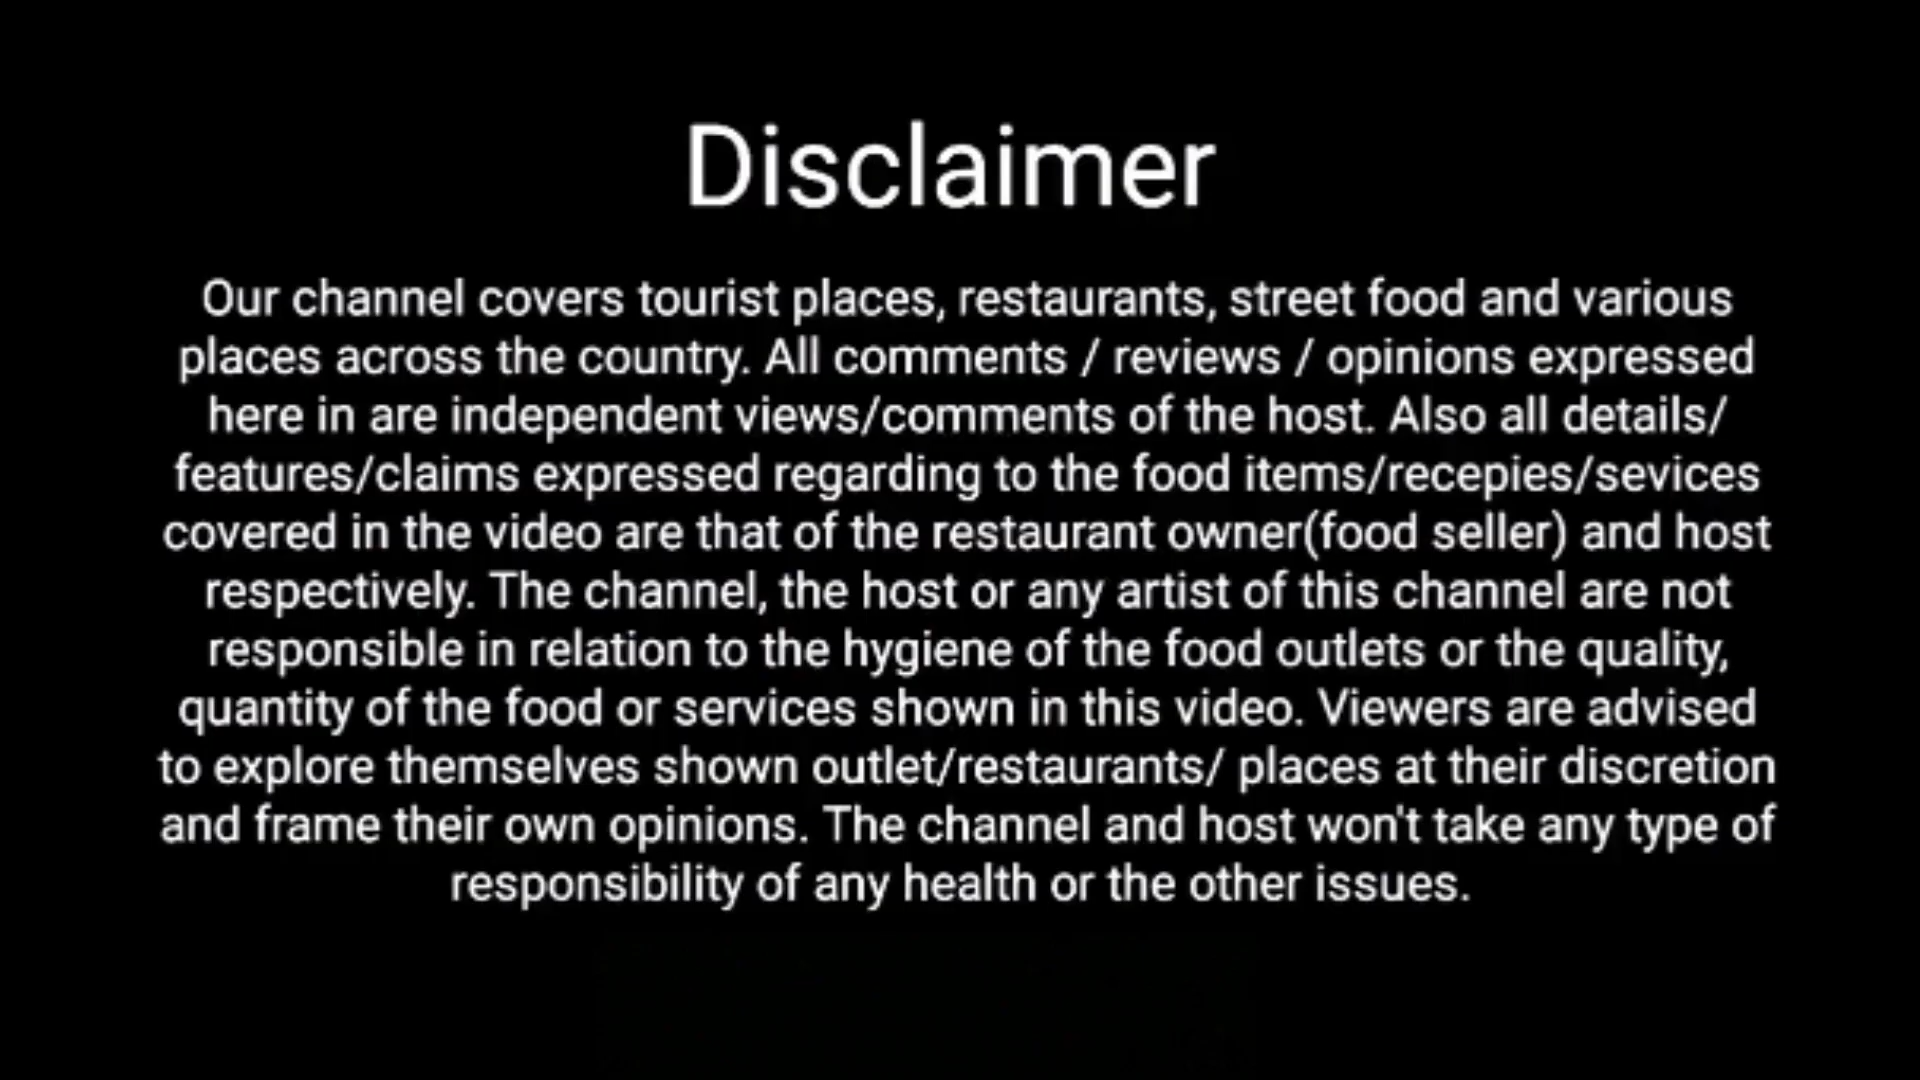 Disclaimer
Our channel covers tourist places, restaurants, street food and various
places across the country. All comments / reviews / opinions expressed
here in are independent views/comments of the host. Also all details/
features/claims expressed regarding to the food items/recepies/sevices
covered in the video are that of the restaurant owner(food seller) and host
respectively. The channel, the host or any artist of this channel are not
responsible in relation to the hygiene of the food outlets or the quality,
quantity of the food or services shown in this video. Viewers are advised
to explore themselves shown outlet/restaurants/ places at their discretion
and frame their own opinions. The channel and host won't take any type of
responsibility of any health or the other issues.